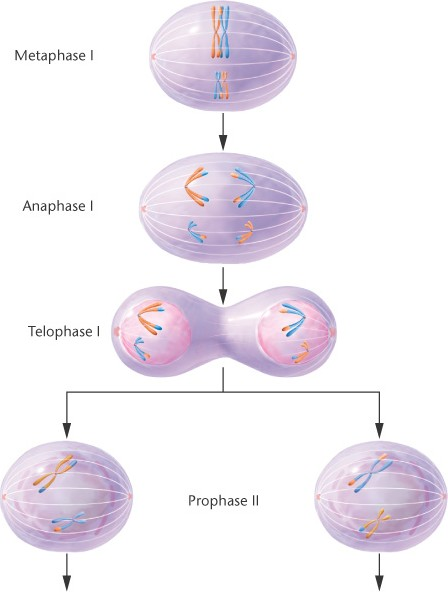 Metaphase I
Anaphase I
Telophase I
Prophase II